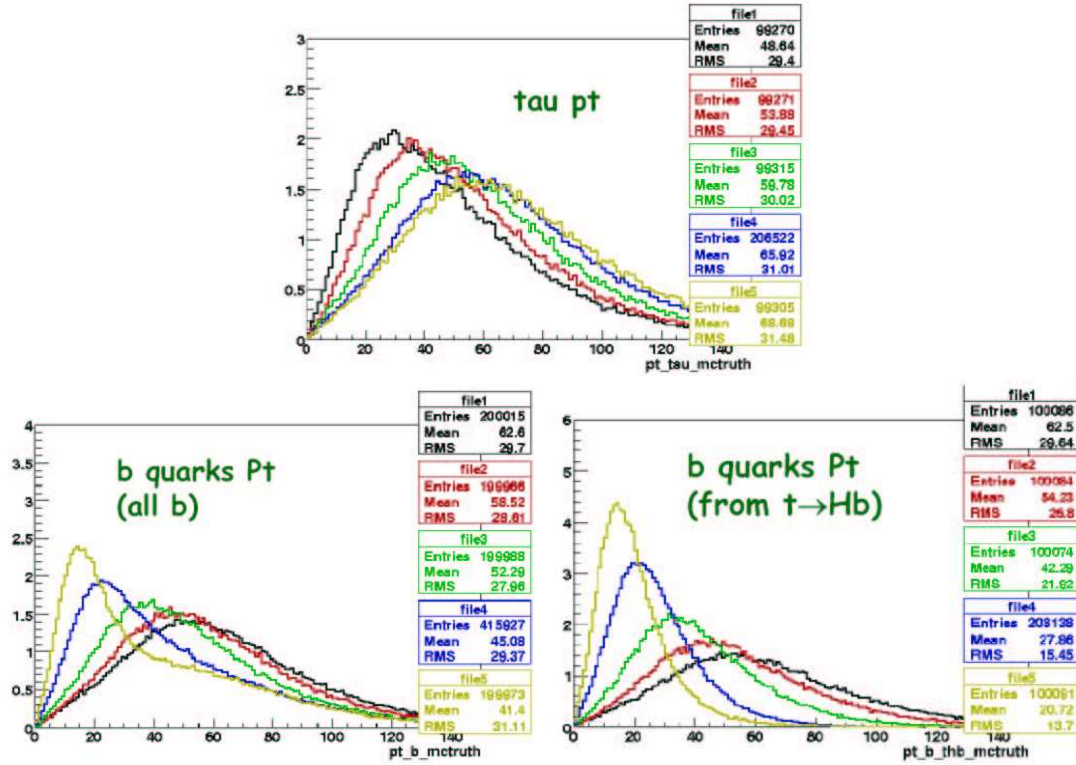 file1
Entries 99270
Mean 48.64
RMS 29.4
file2
Entries 99271
Mean 53.88
RMS 29.45
file3
Entries 99315
Mean 59.78
RMS 30.02
file4
Entries 206522
Mean 65.92
RMS 31.01
file5
Entries 99305
Mean 68.68
RMS 31.48
tau pt
3
2.5
2
1.5
1
0.5
0
0 20 40 60 80 100 120 140
pt_tau_mctruth
file1
Entries 200015
Mean 62.6
RMS 29.7
file2
Entries 199966
Mean 58.52
RMS 28.61
file3
Entries 199988
Mean 52.29
RMS 27.96
file4
Entries 415927
Mean 45.08
RMS 29.37
file5
Entries 199973
Mean 41.4
RMS 31.11
b quarks Pt
(all b)
4
3.5
3
2.5
2
1.5
1
0.5
0
0 20 40 60 80 100 120 140
pt_b_mctruth
file1
Entries 100086
Mean 62.5
RMS 29.64
file2
Entries 100084
Mean 54.23
RMS 26.8
file3
Entries 100074
Mean 42.29
RMS 21.92
file4
Entries 208138
Mean 27.86
RMS 15.45
file5
Entries 100091
Mean 20.72
RMS 13.7
b quarks Pt
(from t→Hb)
6
5
4
3
2
1
0
0 20 40 60 80 100 120 140
pt_b_thb_mctruth